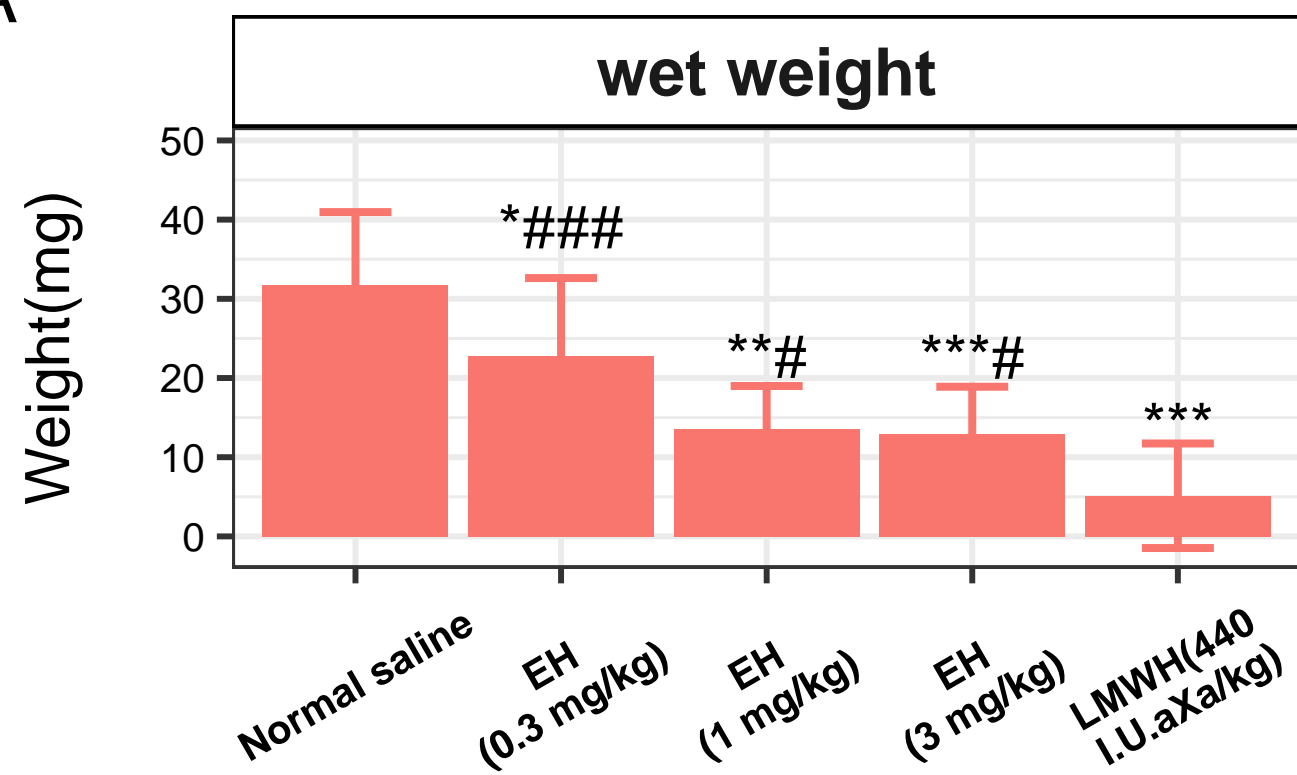 A
wet weight
Weight(mg)
50
40
30
20
10
0
*###
**#
***#
***
Normal saline
EH
(0.3 mg/kg)
EH
(1 mg/kg)
EH
(3 mg/kg)
LMWH(440
I.U.aXa/kg)